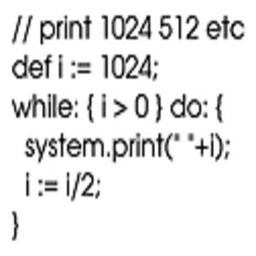 // print 1024 512 etc
def i := 1024;
while: { i > 0 } do: {
system.print(" "+i);
i := i/2;
}